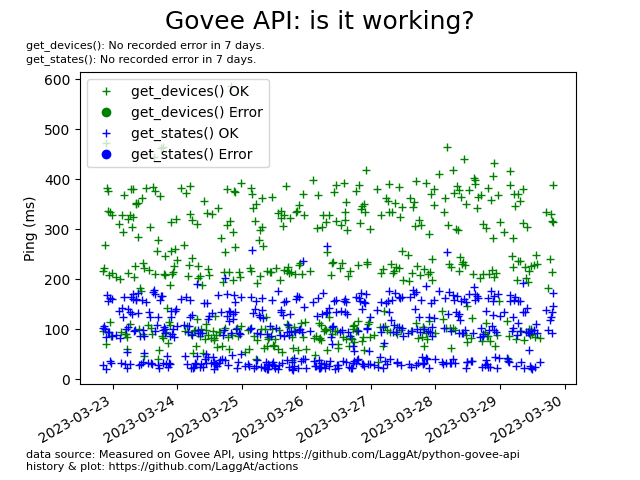 Govee API: is it working?
get_devices(): No recorded error in 7 days.
get_states(): No recorded error in 7 days.
600
500
400
300
200
100
0
Ping (ms)
get_devices() OK
get_devices() Error
get_states() OK
get_states() Error
2023-03-23
2023-03-24
2023-03-25
2023-03-26
2023-03-27
2023-03-28
2023-03-29
2023-03-30
data source: Measured on Govee API, using https://github.com/LaggAt/python-govee-api
history & plot: https://github.com/LaggAt/actions